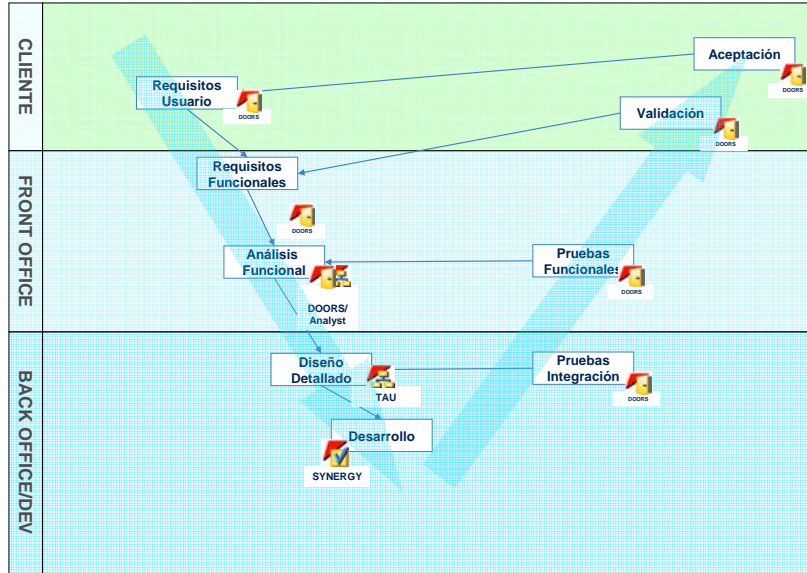 CLIENTE
Aceptación
DOORS
Requisitos
Usuario
DOORS
Validación
DOORS
FRONT OFFICE
Requisitos
Funcionales
DOORS
Análisis
Funcional
DOORS/
Analyst
Pruebas
Funcionales
DOORS
BACK OFFICE/DEV
Diseño
Detallado
TAU
Pruebas
Integración
DOORS
Desarrollo
SYNERGY